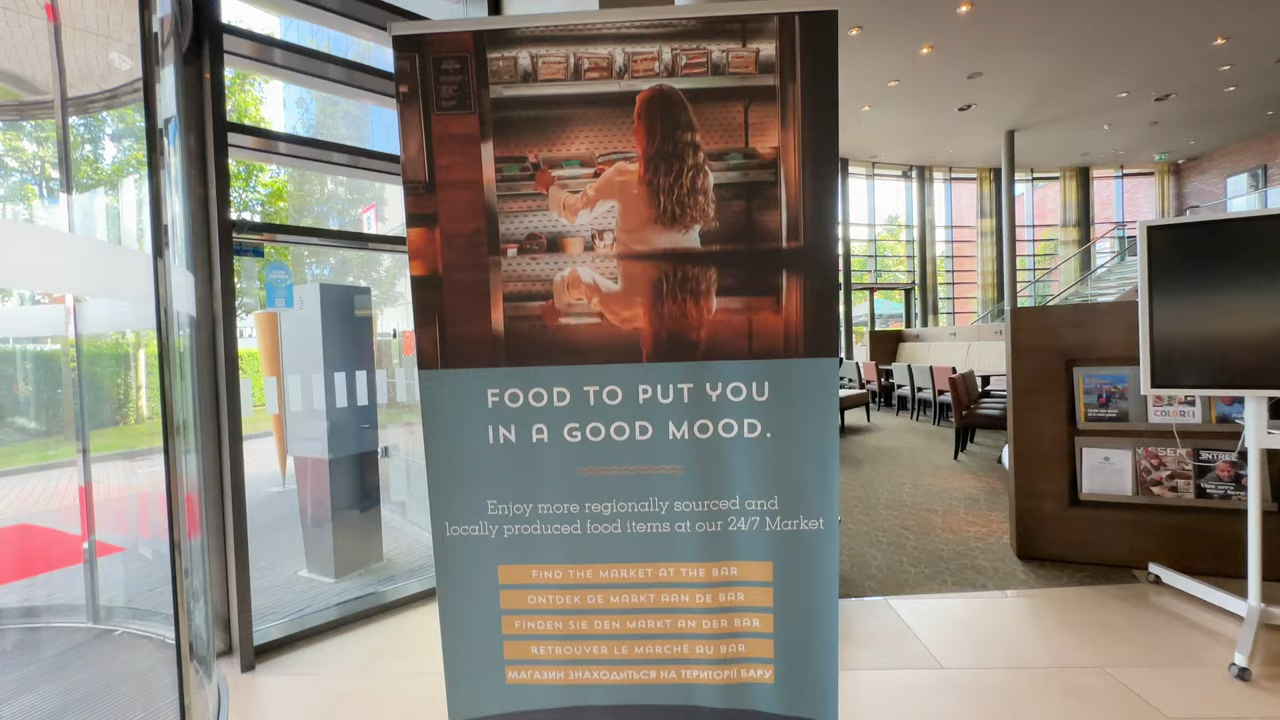 FOOD TO PUT YOU
IN A GOOD MOOD.
Enjoy more regionally sourced and
locally produced food items at our 24/7 Market
FIND THE MARKET AT THE BAR
ONTDEK DE MARKT AAN DE BAR
FINDEN SIE DEN MARKT AN DER BAR
RETROUVER LE MARCHÉ AU BAR
МАГАЗИН ЗНАХОДИТЬСЯ НА ТЕРИТОРІЇ БАРУ
COLORS!
ENTREE